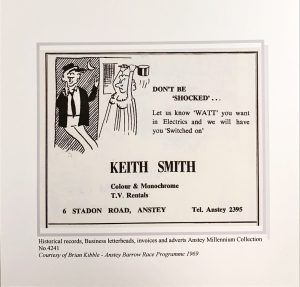 DON'T BE
'SHOCKED' . . .
Let us know 'WATT' you want
in Electrics and we will have
you 'Switched on'
KEITH SMITH
Colour & Monochrome
T.V. Rentals
6 STADON ROAD, ANSTEY Tel. Anstey 2395
Historical records, Business letterheads, invoices and adverts Anstey Millennium Collection
No.4241
Courtesy of Brian Kibble - Anstey Barrow Race Programme 1969